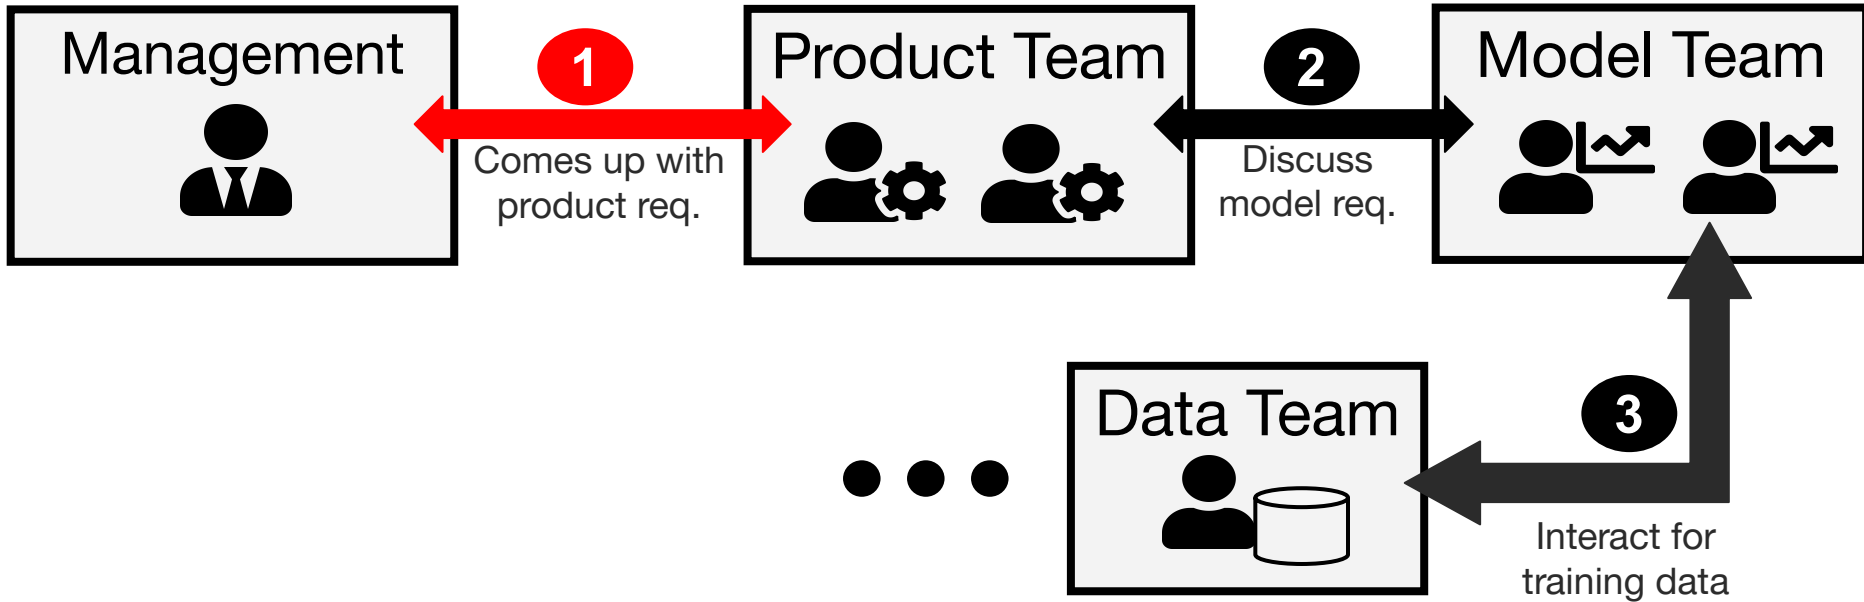 Management
1
Comes up with
product req.
Product Team
2
Discuss
model req.
Model Team
3
Interact for
training data
Data Team